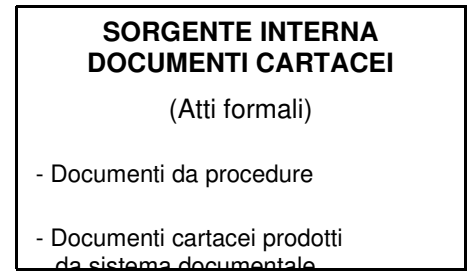 SORGENTE INTERNA
DOCUMENTI CARTACEI
(Atti formali)
- Documenti da procedure
- Documenti cartacei prodotti
da sistema documentale